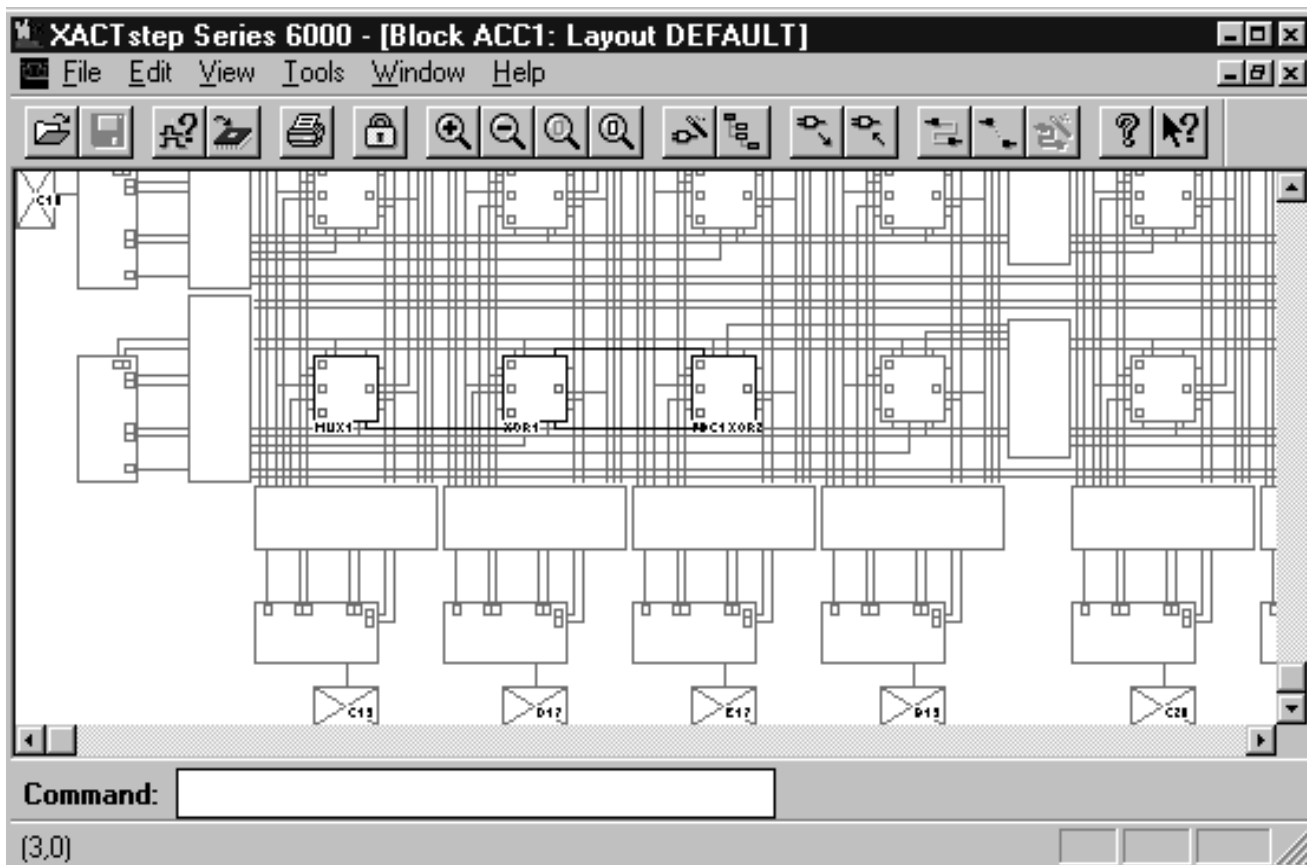 XACTstep Series 6000 - [Block ACC1: Layout DEFAULT]
File Edit View Tools Window Help
MUX1 XOR1
C13 D17 E17 C20
Command:
(3,0)